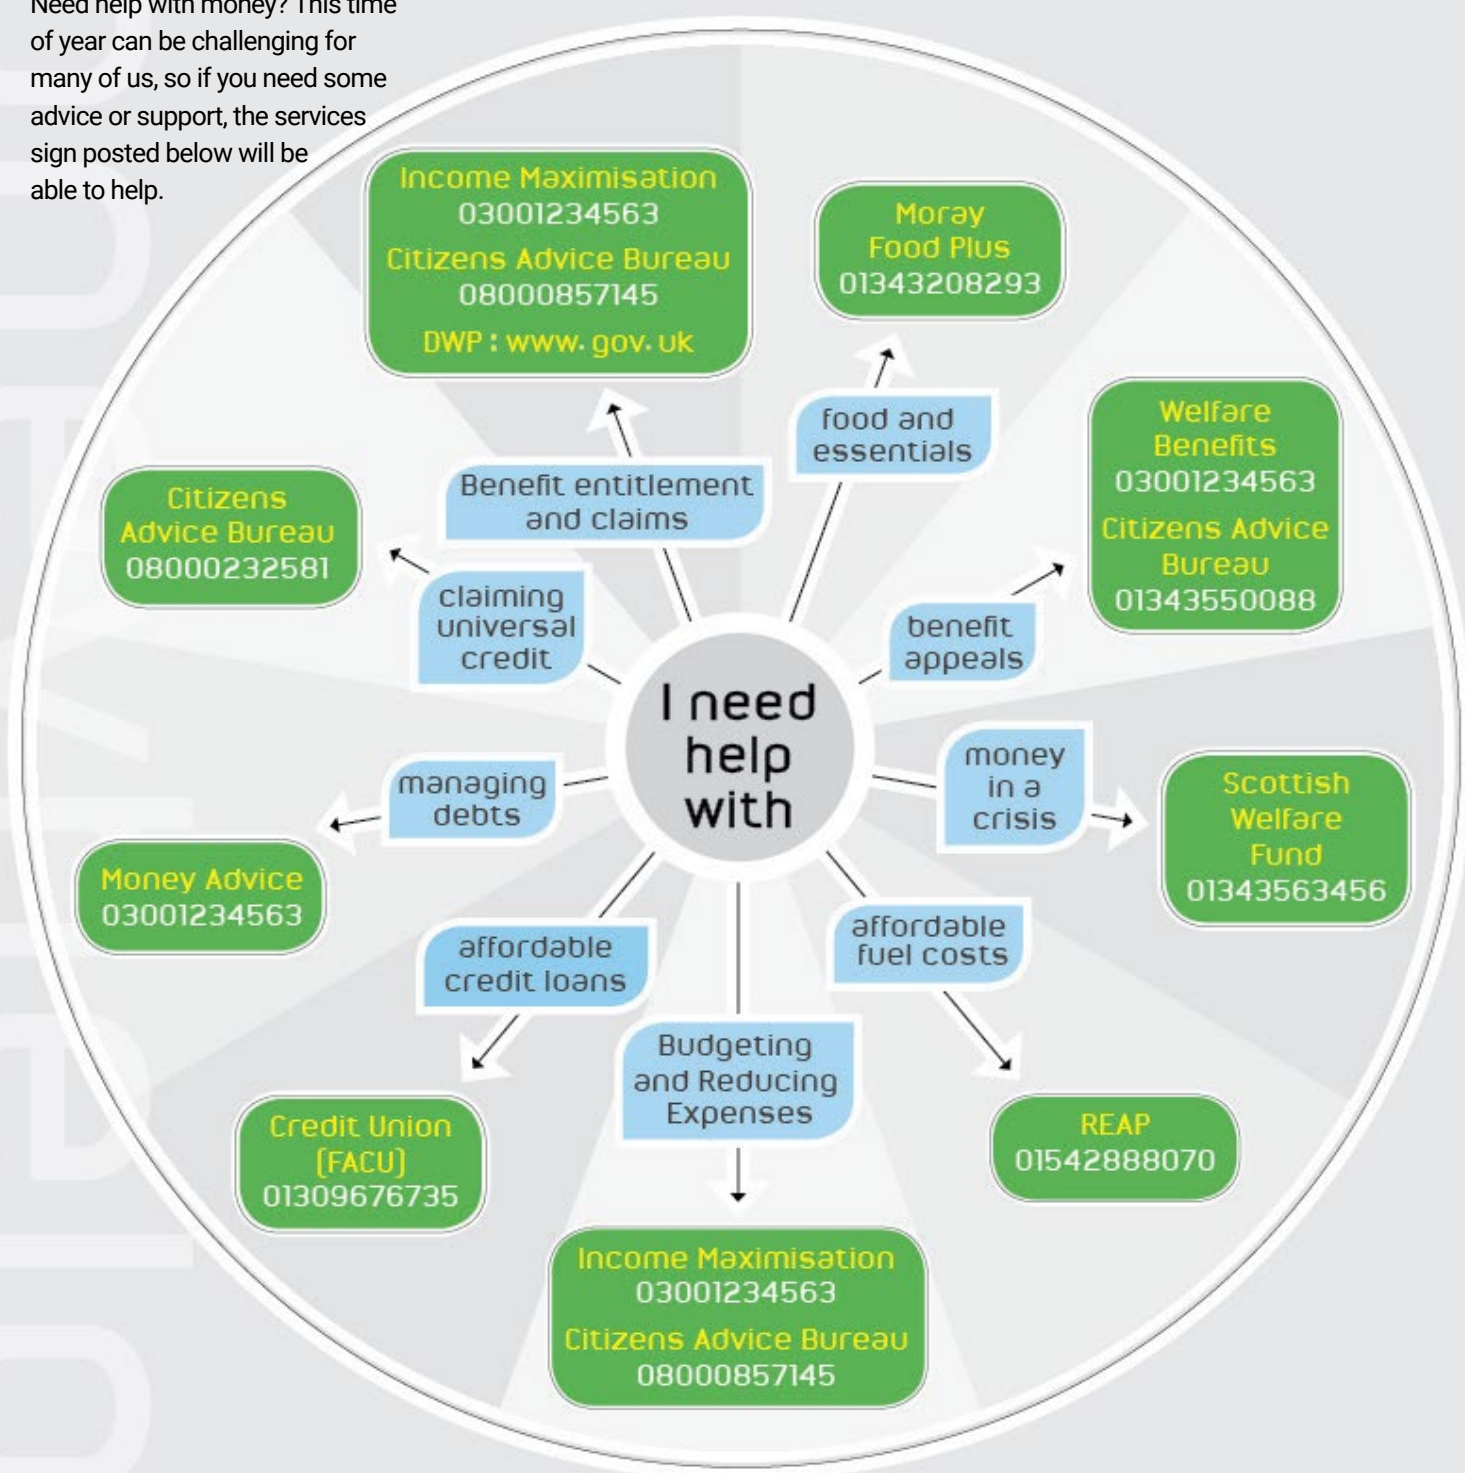 Need help with money? This time
of year can be challenging for
many of us, so if you need some
advice or support, the services
sign posted below will be
able to help.
Income Maximisation
03001234563
Citizens Advice Bureau
08000857145
DWP : www.gov.uk
Moray
Food Plus
01343208293
food and
essentials
Benefit entitlement
and claims
Welfare
Benefits
03001234563
Citizens Advice
Bureau
01343550088
Citizens
Advice Bureau
08000232581
claiming
universal
credit
benefit
appeals
I need
help
with
managing
debts
money
in a
crisis
Scottish
Welfare
Fund
01343563456
Money Advice
03001234563
affordable
credit loans
affordable
fuel costs
Budgeting
and Reducing
Expenses
Credit Union
(FACU)
01309676735
REAP
01542888070
Income Maximisation
03001234563
Citizens Advice Bureau
08000857145